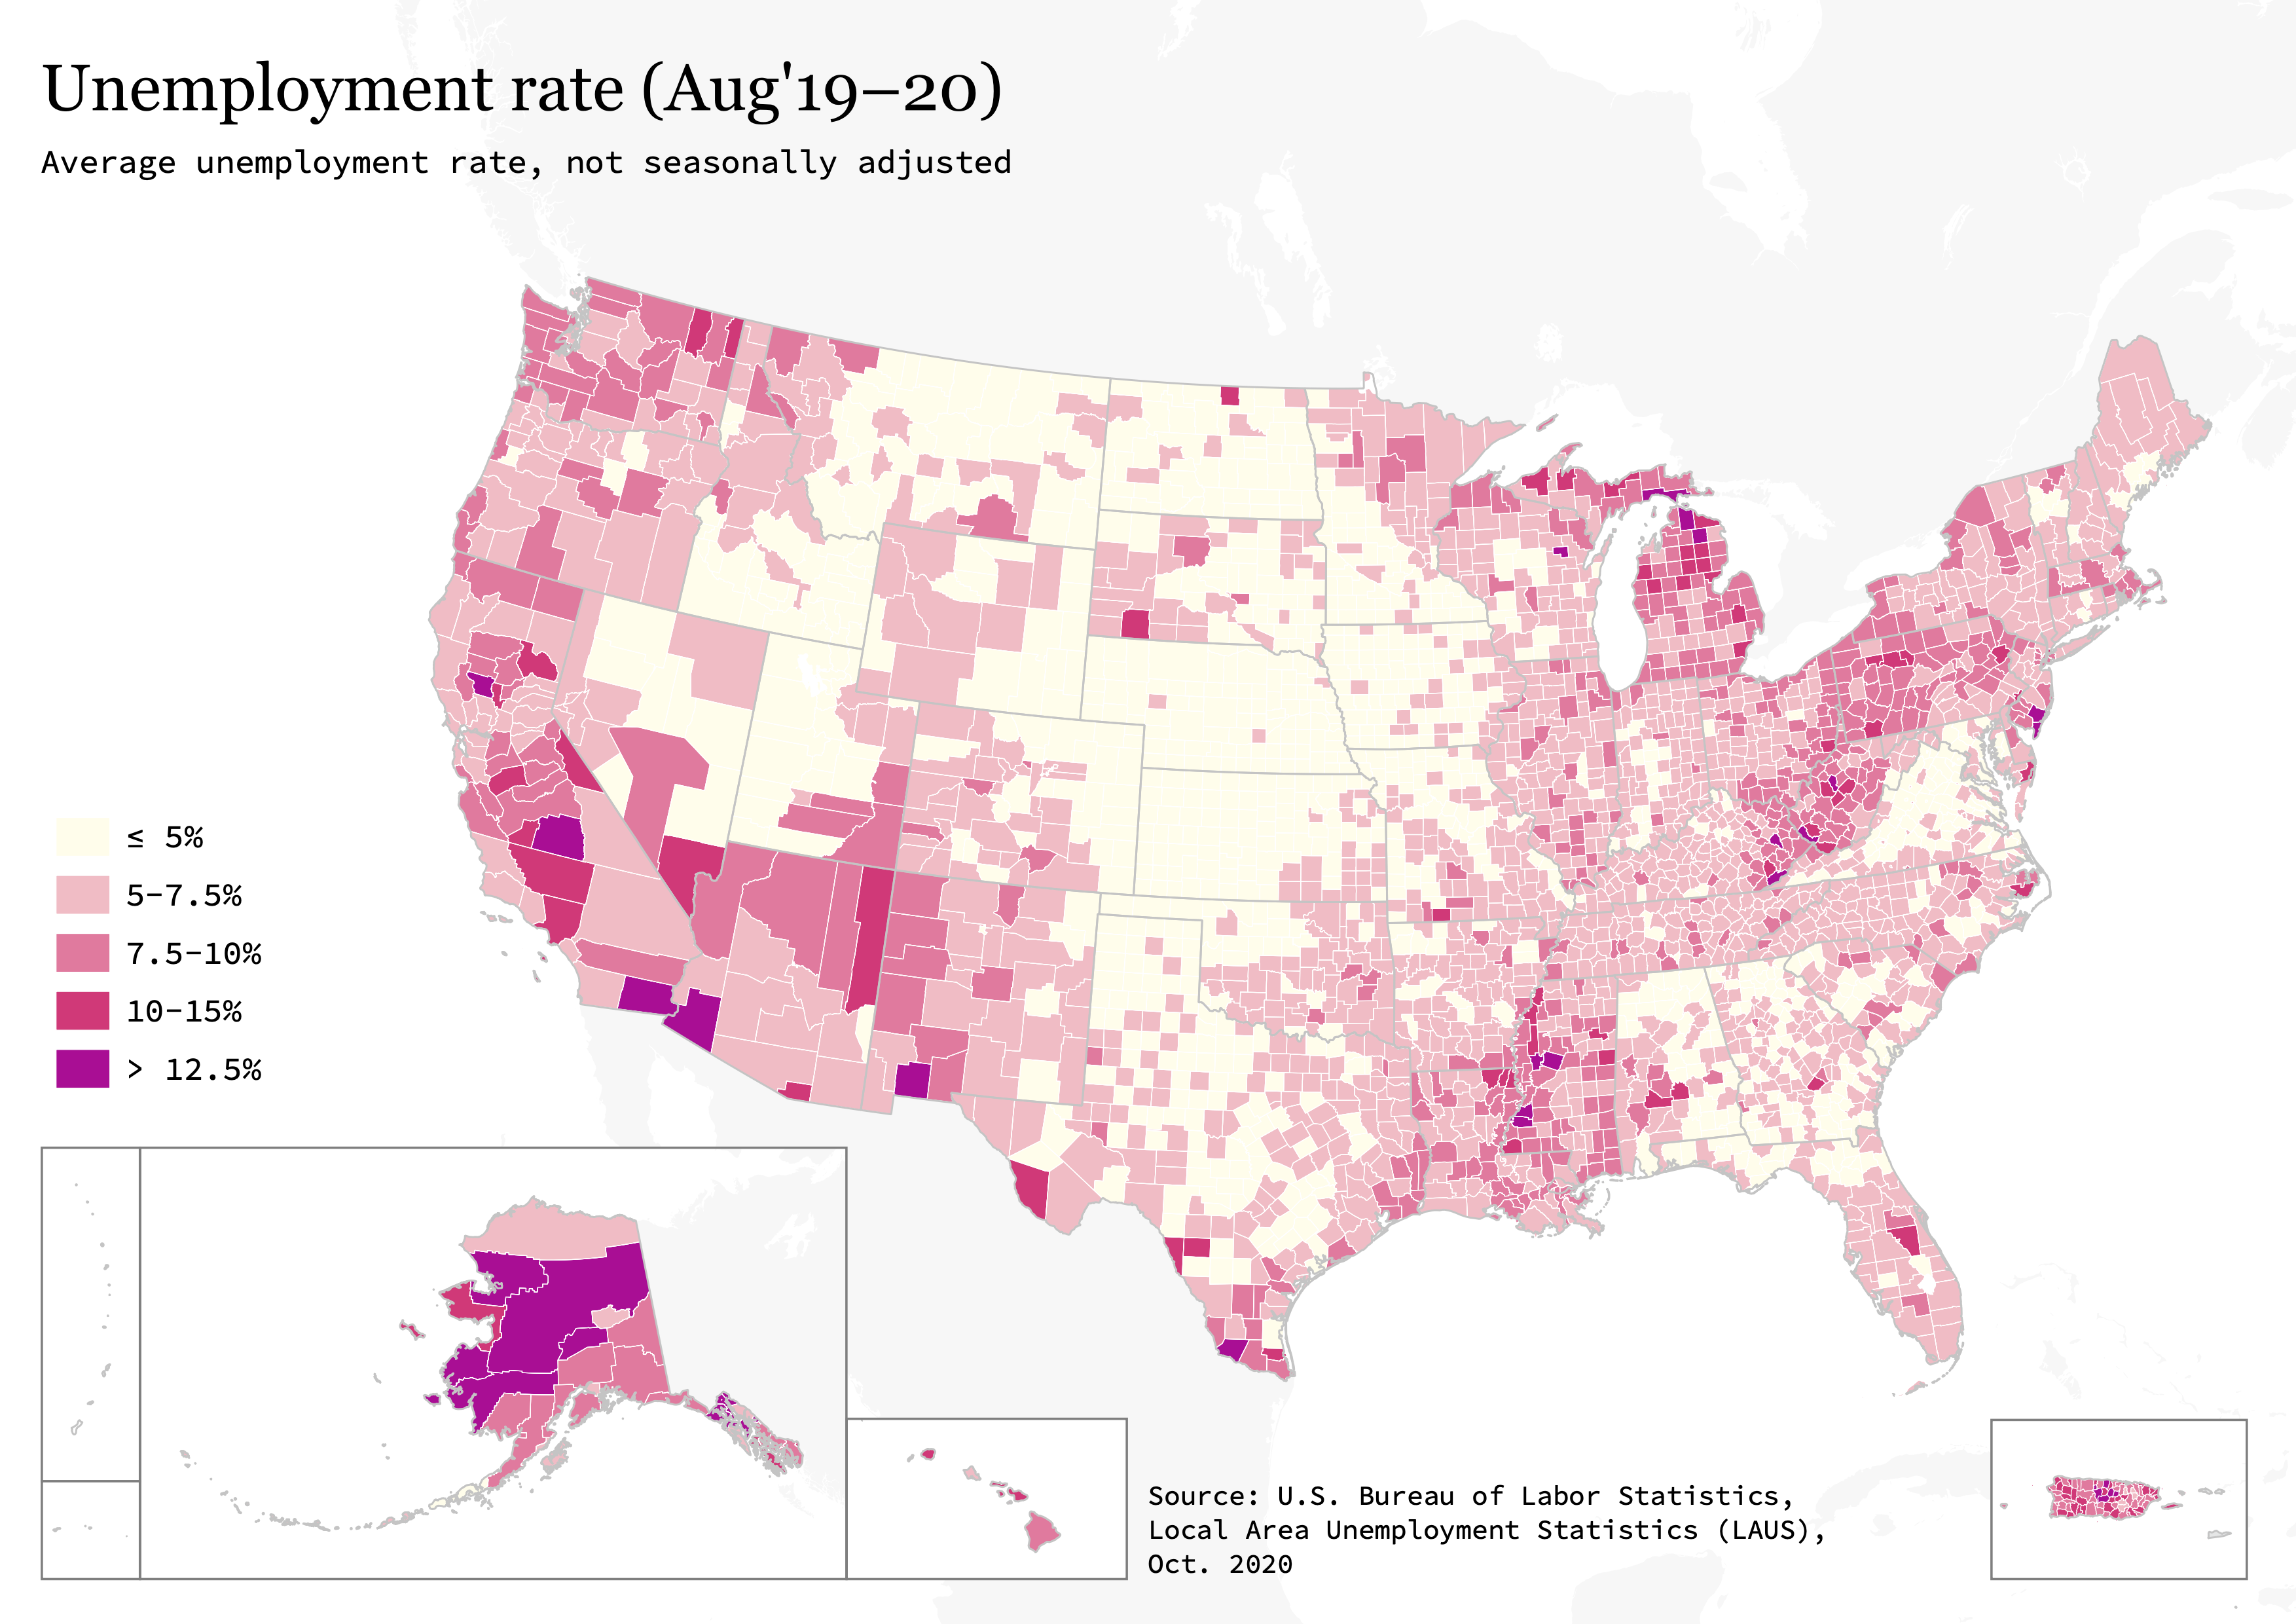 Unemployment rate (Aug'19–20)
Average unemployment rate, not seasonally adjusted
≤ 5%
5-7.5%
7.5-10%
10-15%
> 12.5%
Source: U.S. Bureau of Labor Statistics,
Local Area Unemployment Statistics (LAUS),
Oct. 2020